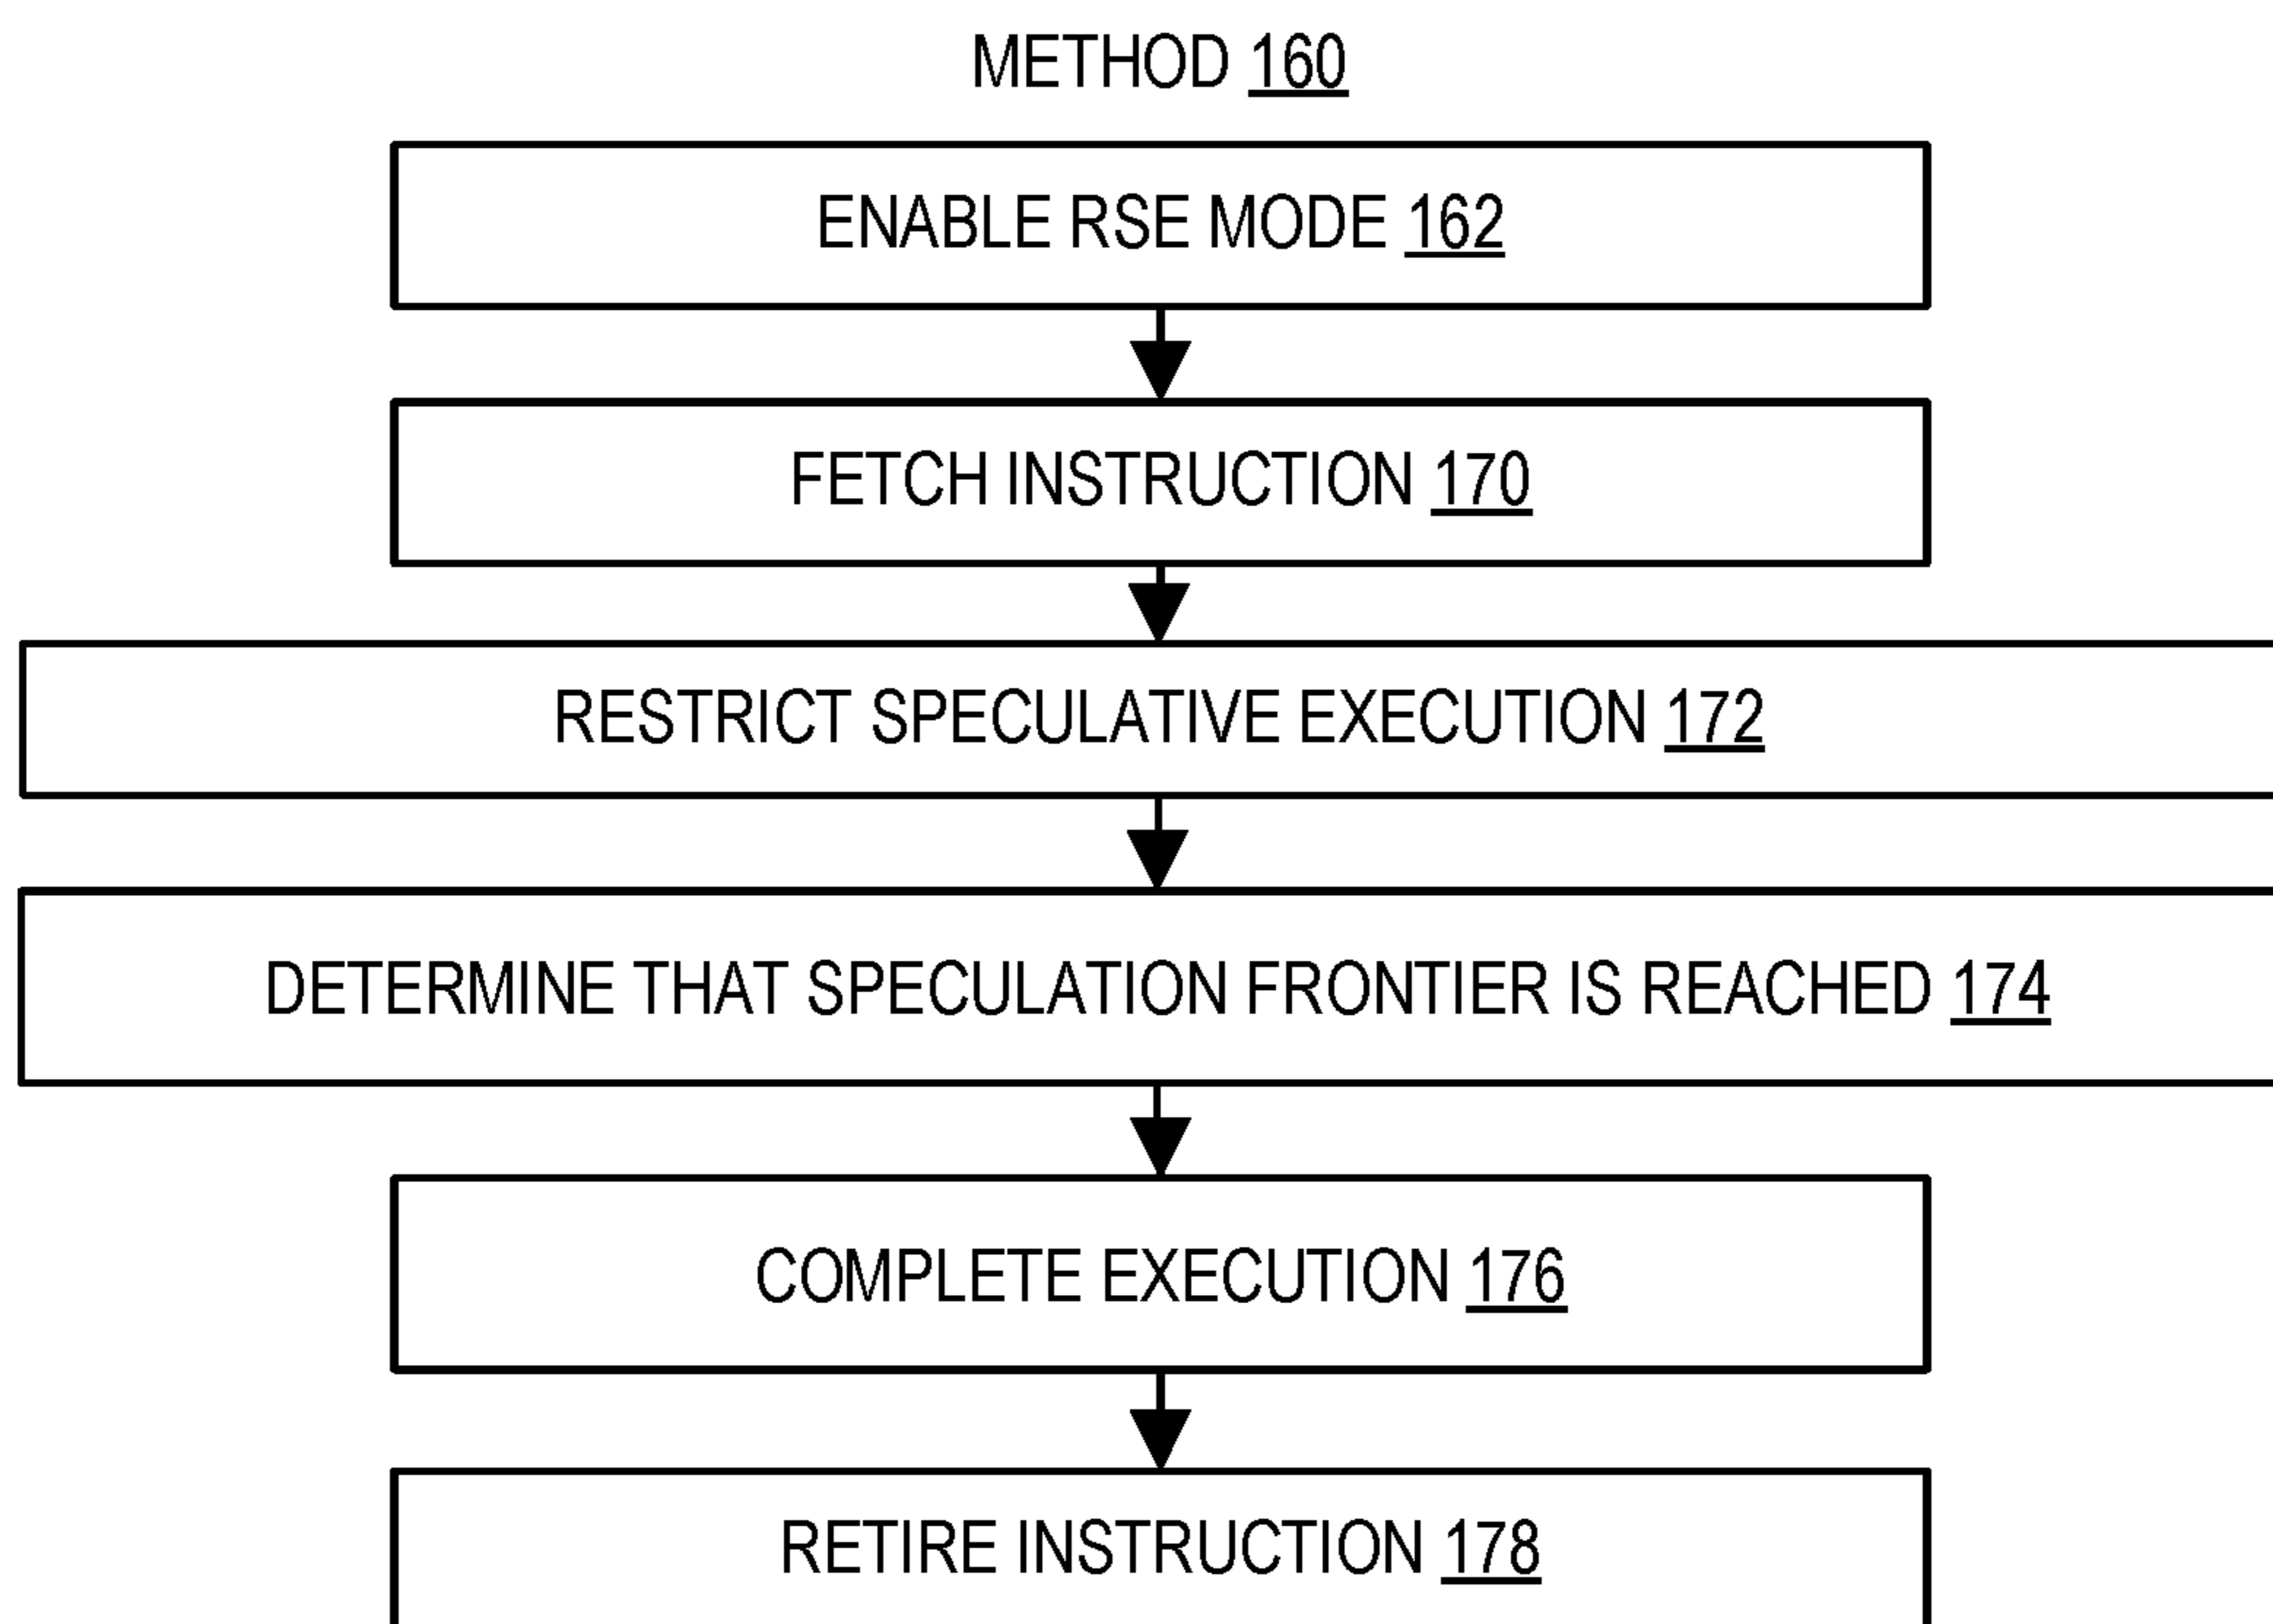 METHOD 160
ENABLE RSE MODE 162
FETCH INSTRUCTION 170
RESTRICT SPECULATIVE EXECUTION 172
DETERMINE THAT SPECULATION FRONTIER IS REACHED 174
COMPLETE EXECUTION 176
RETIRE INSTRUCTION 178